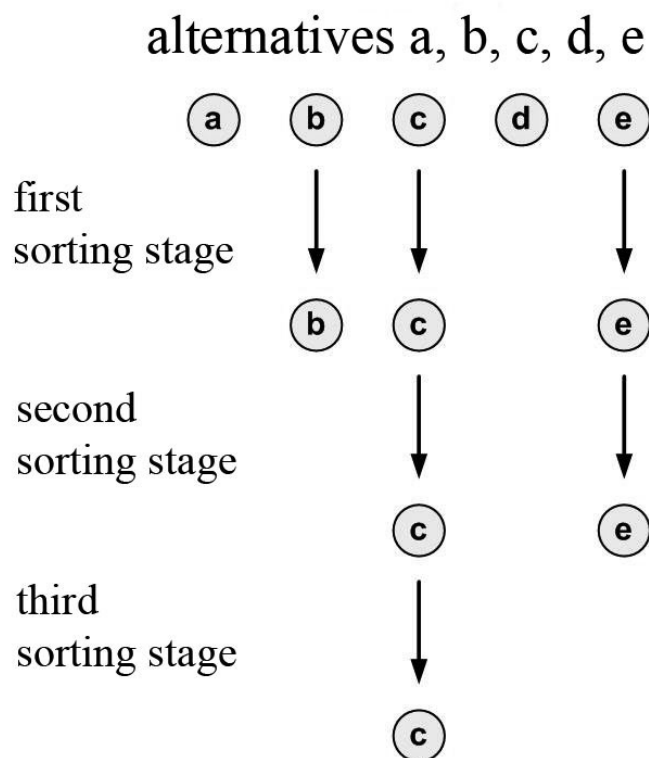 alternatives a, b, c, d, e
a b c d e
first
sorting stage
b c e
second
sorting stage
c e
third
sorting stage
c